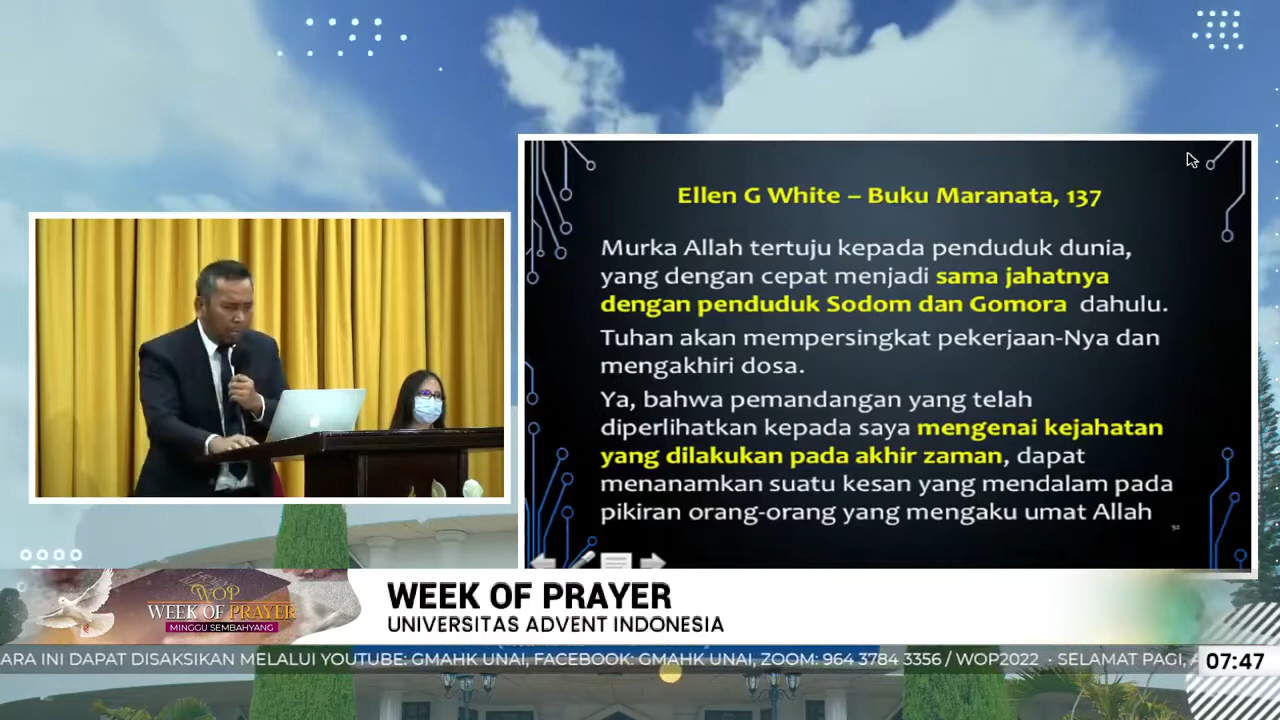 Ellen G White – Buku Maranata, 137
Murka Allah tertuju kepada penduduk dunia,
yang dengan cepat menjadi sama jahatnya
dengan penduduk Sodom dan Gomora dahulu.
Tuhan akan mempersingkat pekerjaan-Nya dan
mengakhiri dosa.
Ya, bahwa pemandangan yang telah
diperlihatkan kepada saya mengenai kejahatan
yang dilakukan pada akhir zaman, dapat
menanamkan suatu kesan yang mendalam pada
pikiran orang-orang yang mengaku umat Allah
92
WOP
WEEK OF PRAYER
MINGGU SEMBAHYANG
WEEK OF PRAYER
UNIVERSITAS ADVENT INDONESIA
ARA INI DAPAT DISAKSIKAN MELALUI YOUTUBE: GMAHK UNAI, FACEBOOK: GMAHK UNAI, ZOOM: 964 3784 3356 / WOP2022 · SELAMAT PAGI, A
07:47